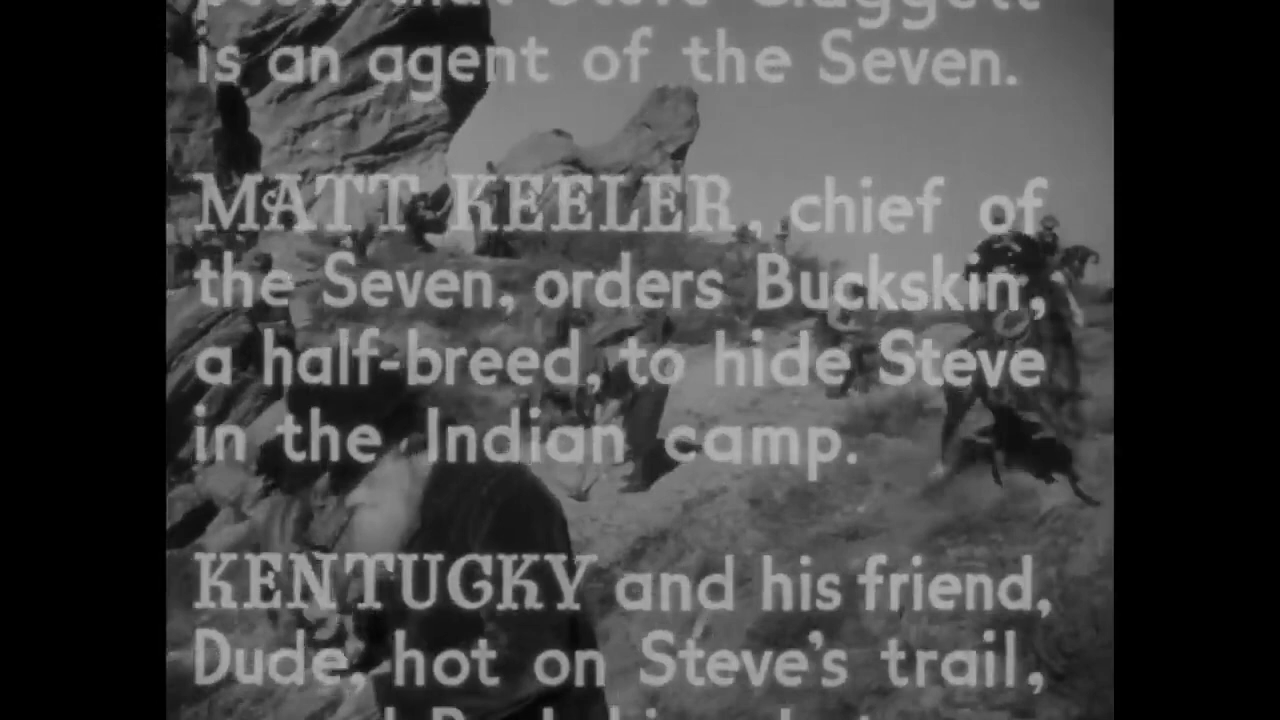 is an agent of the Seven.
MATT KEELER, chief of
the Seven, orders Buckskin,
a half-breed, to hide Steve
in the Indian camp.
KENTUCKY and his friend,
Dude, hot on Steve's trail,